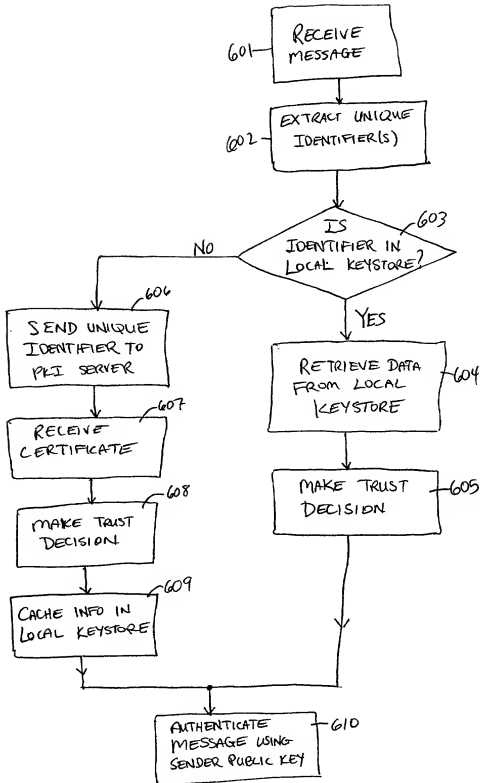 601
RECEIVE
MESSAGE
602
EXTRACT UNIQUE
IDENTIFIER(S)
603
IS
IDENTIFIER IN
LOCAL KEYSTORE?
NO
YES
606
SEND UNIQUE
IDENTIFIER TO
PKI SERVER
607
RECEIVE
CERTIFICATE
608
MAKE TRUST
DECISION
609
CACHE INFO IN
LOCAL KEYSTORE
604
RETRIEVE DATA
FROM LOCAL
KEYSTORE
605
MAKE TRUST
DECISION
610
AUTHENTICATE
MESSAGE USING
SENDER PUBLIC KEY